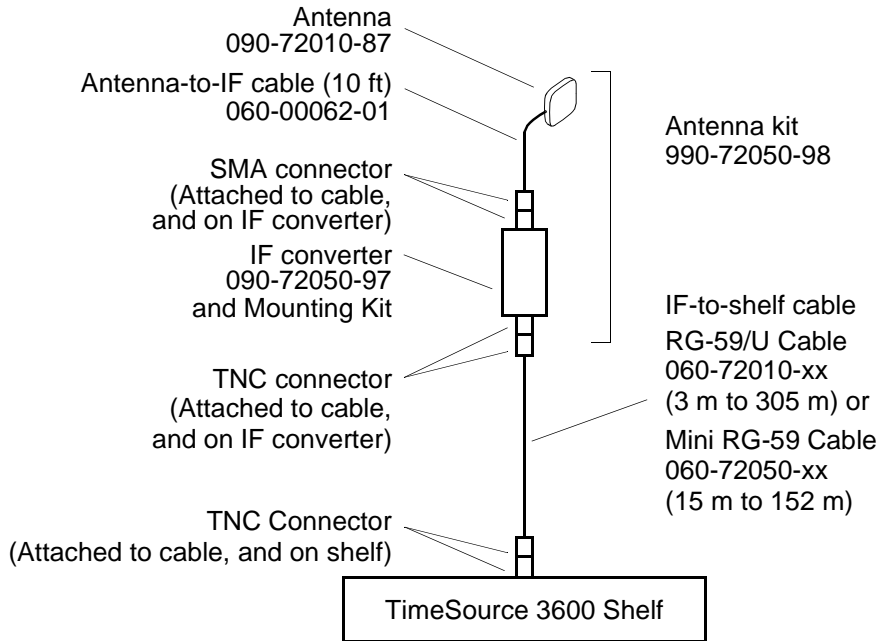 Antenna
090-72010-87
Antenna-to-IF cable (10 ft)
060-00062-01
SMA connector
(Attached to cable,
and on IF converter)
IF converter
090-72050-97
and Mounting Kit
TNC connector
(Attached to cable,
and on IF converter)
TNC Connector
(Attached to cable, and on shelf)
Antenna kit
990-72050-98
IF-to-shelf cable
RG-59/U Cable
060-72010-xx
(3 m to 305 m) or
Mini RG-59 Cable
060-72050-xx
(15 m to 152 m)
TimeSource 3600 Shelf